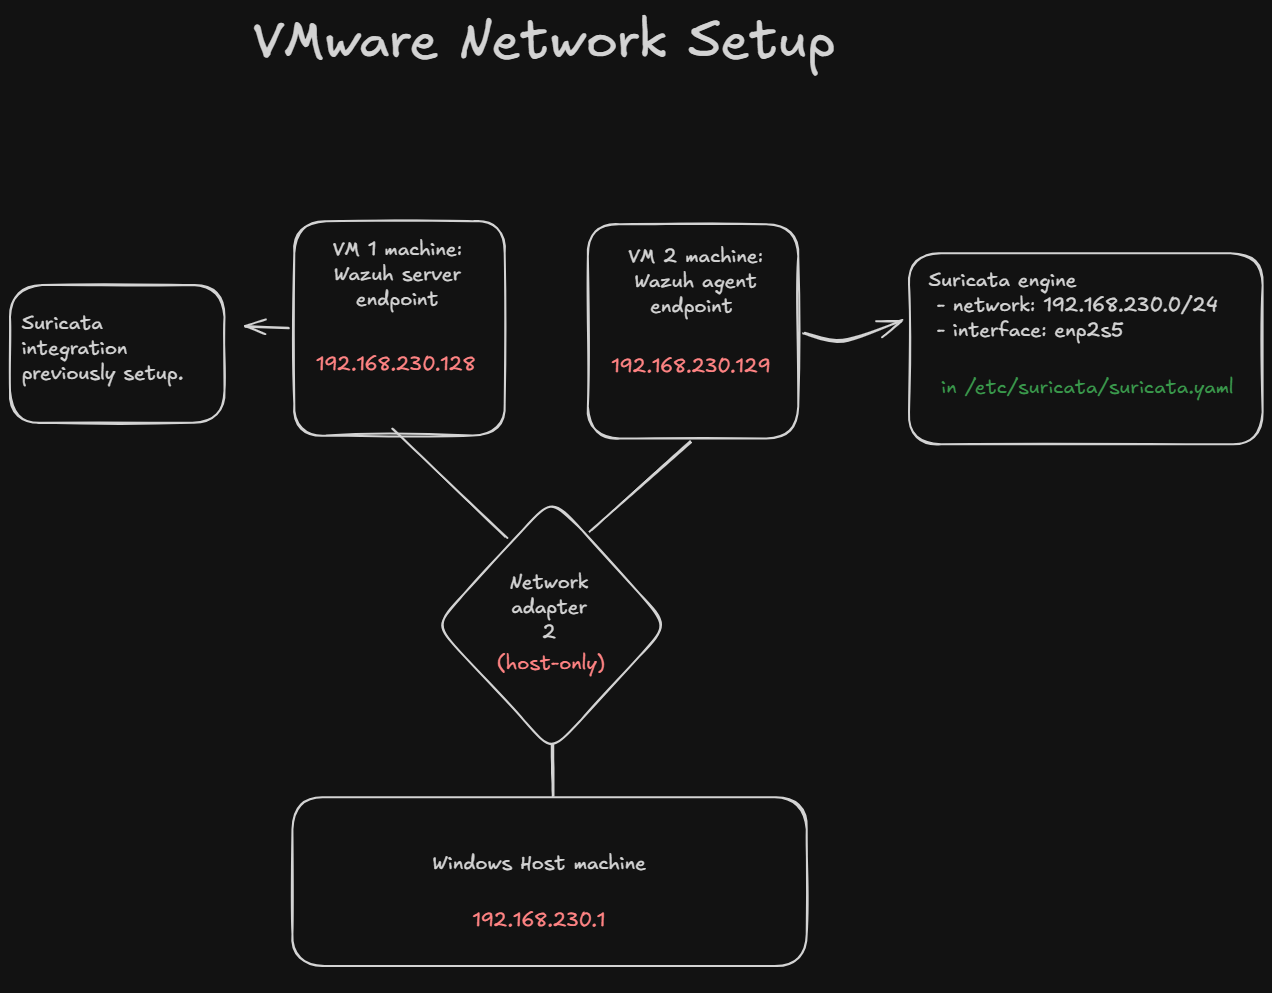 VMware Network Setup
Suricata
integration
previously setup.
VM 1 machine:
Wazuh server
endpoint
192.168.230.128
VM 2 machine:
Wazuh agent
endpoint
192.168.230.129
Suricata engine
- network: 192.168.230.0/24
- interface: enp2s5
in /etc/suricata/suricata.yaml
Network
adapter
2
(host-only)
Windows Host machine
192.168.230.1